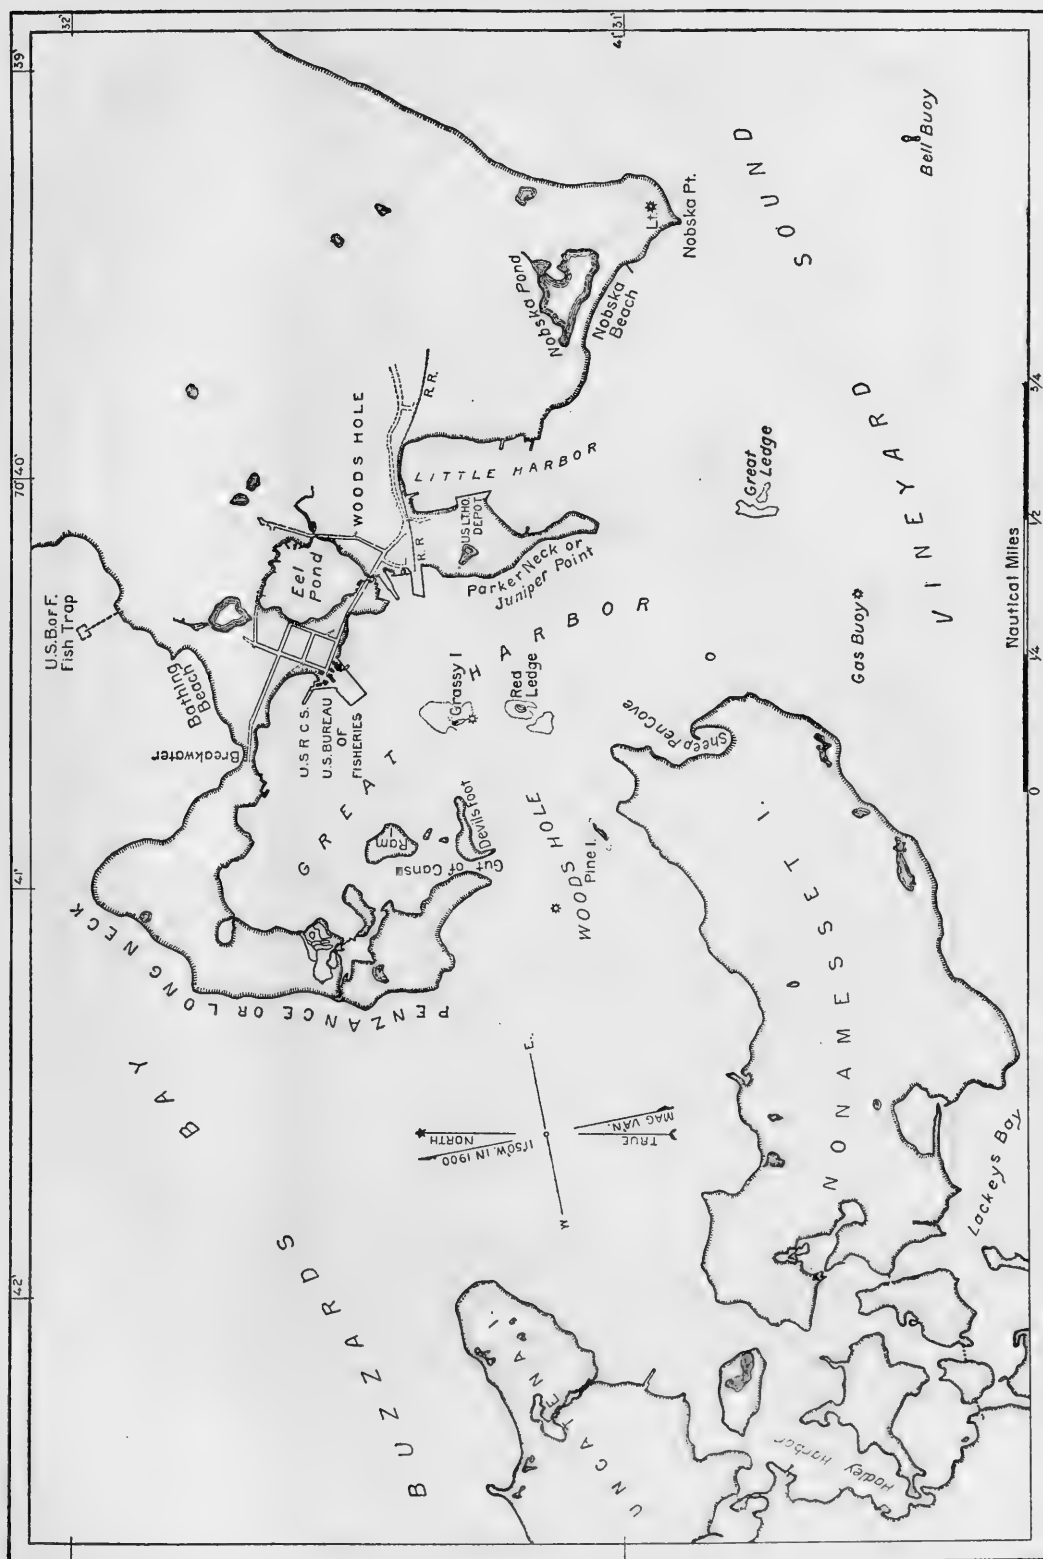 42'
41'
70°40'
39'
32'
41°31'
BUZZARDS
BAY
PENZANCE OR LONG NECK
Breakwater
Bathing
Beach
U.S.B. of F.
Fish Trap
Eel
Pond
WOODS HOLE
R.R.
R.R.
U.S.R.C.S.
U.S. BUREAU
OF
FISHERIES
GREAT
HARBOR
Ram I.
Gut of Cans
Devils Foot
Grassy I
Red
Ledge
U.S. LT. HO.
DEPOT
Parker Neck or
Juniper Point
LITTLE HARBOR
Nobska Pond
Nobska
Beach
Lt.
Nobska Pt.
WOODS HOLE
Pine I.
Sheep Pen Cove
Great
Ledge
Gas Buoy
Bell Buoy
VINEYARD
SOUND
NORTH
11°50'W. IN 1900
W
E.
TRUE
MAG VAN.
UNCATENA I.
Hadley Harbor
NONAMESSET I.
Lackeys Bay
0
1/4
1/2
3/4
Nautical Miles